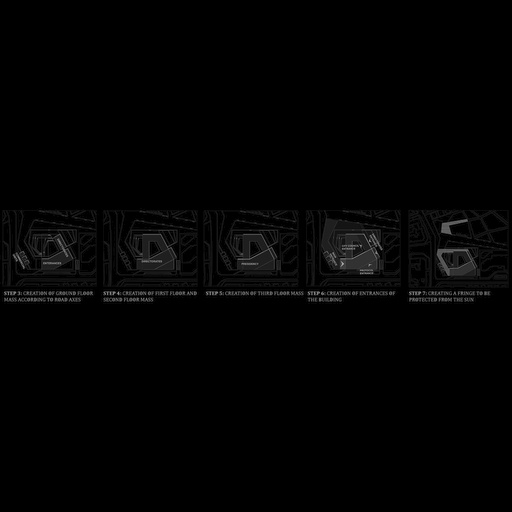 STEP 3: CREATION OF GROUND FLOOR
MASS ACCORDING TO ROAD AXES
STEP 4: CREATION OF FIRST FLOOR AND
SECOND FLOOR MASS
STEP 5: CREATION OF THIRD FLOOR MASS
STEP 6: CREATION OF ENTRANCES OF
THE BUILDING
STEP 7: CREATING A FRINGE TO BE
PROTECTED FROM THE SUN